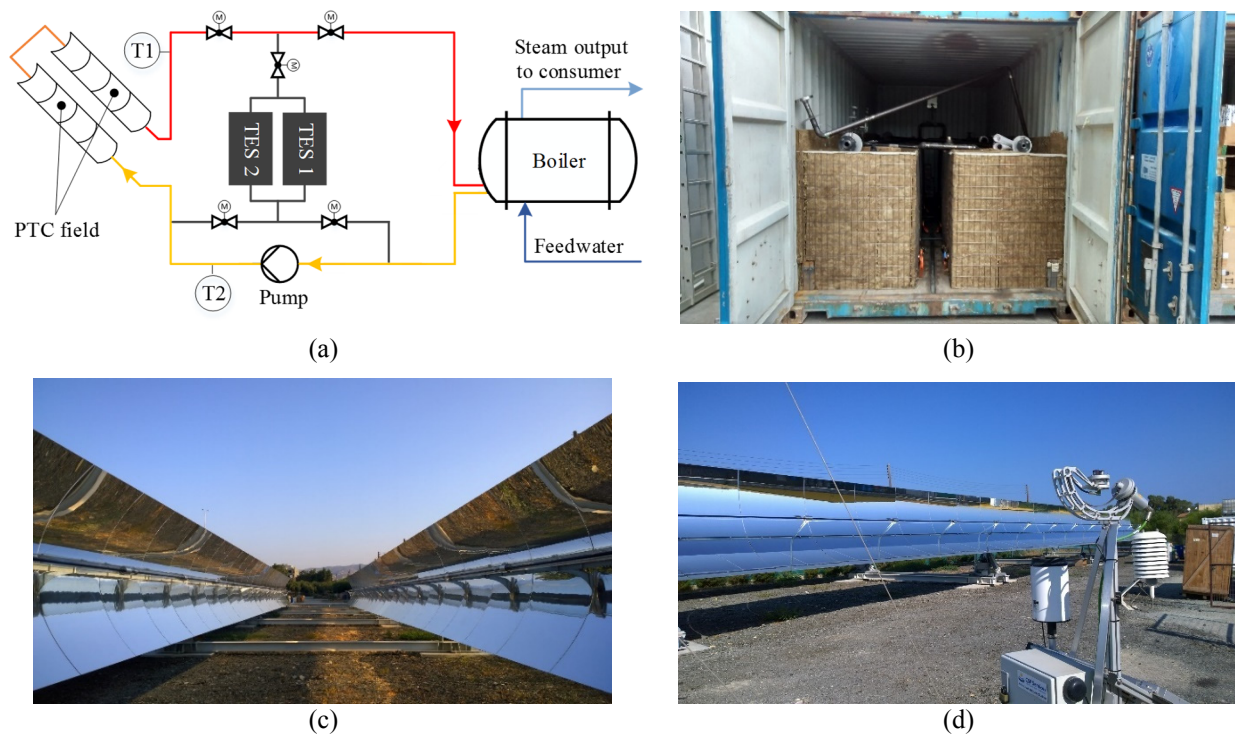 T1
M
M
M
TES 2
TES 1
Steam output
to consumer
Boiler
PTC field
M
M
Feedwater
T2
Pump
(a)
(b)
(c)
(d)